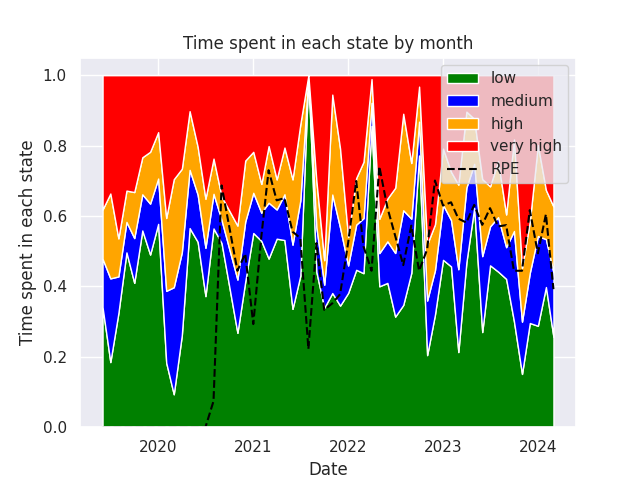 Time spent in each state by month
1.0
0.8
0.6
0.4
0.2
0.0
Time spent in each state
low
medium
high
very high
RPE
2020 2021 2022 2023 2024
Date